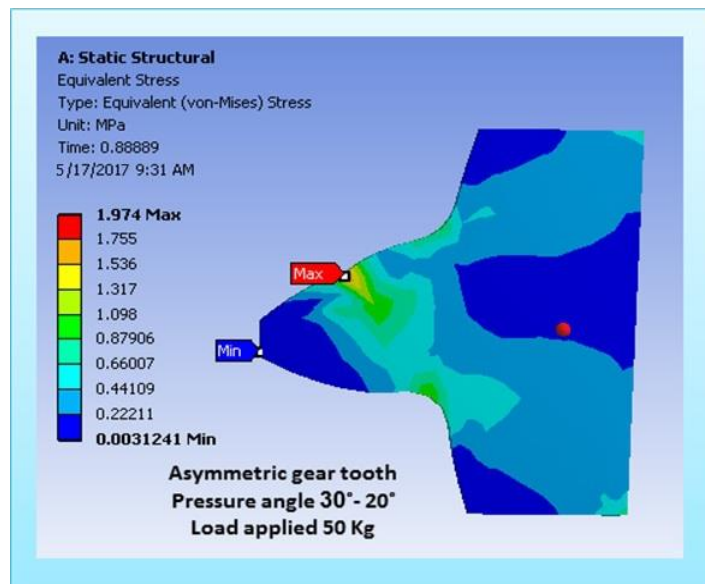 A: Static Structural
Equivalent Stress
Type: Equivalent (von-Mises) Stress
Unit: MPa
Time: 0.88889
5/17/2017 9:31 AM
1.974 Max
1.755
1.536
1.317
1.098
0.87906
0.66007
0.44109
0.22211
0.0031241 Min
Max
Min
Asymmetric gear tooth
Pressure angle 30°- 20°
Load applied 50 Kg